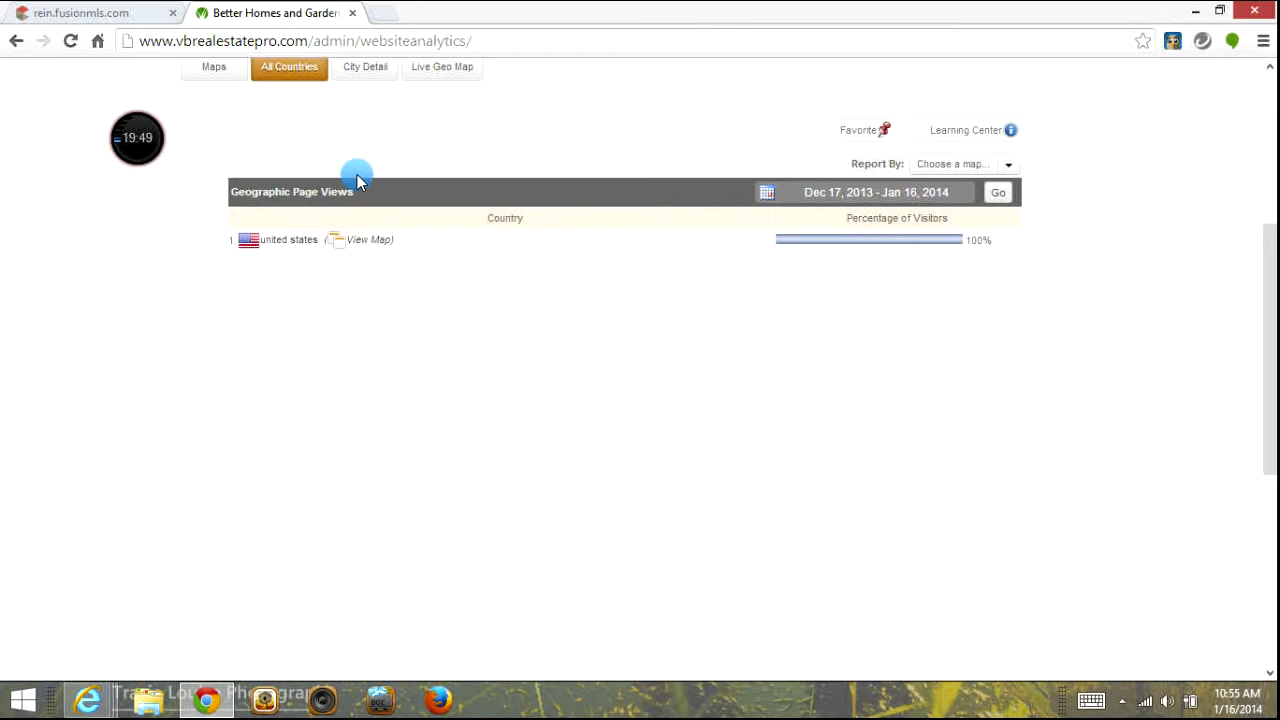 rein.fusionmls.com
Better Homes and Garden
www.vbrealestatepro.com/admin/websiteanalytics/
Maps
All Countries
City Detail
Live Geo Map
19:49
Favorite
Learning Center
Report By:
Choose a map...
Geographic Page Views
Dec 17, 2013 - Jan 16, 2014
Go
Country
Percentage of Visitors
1. united states (View Map)
100%
DOC
10:55 AM
1/16/2014